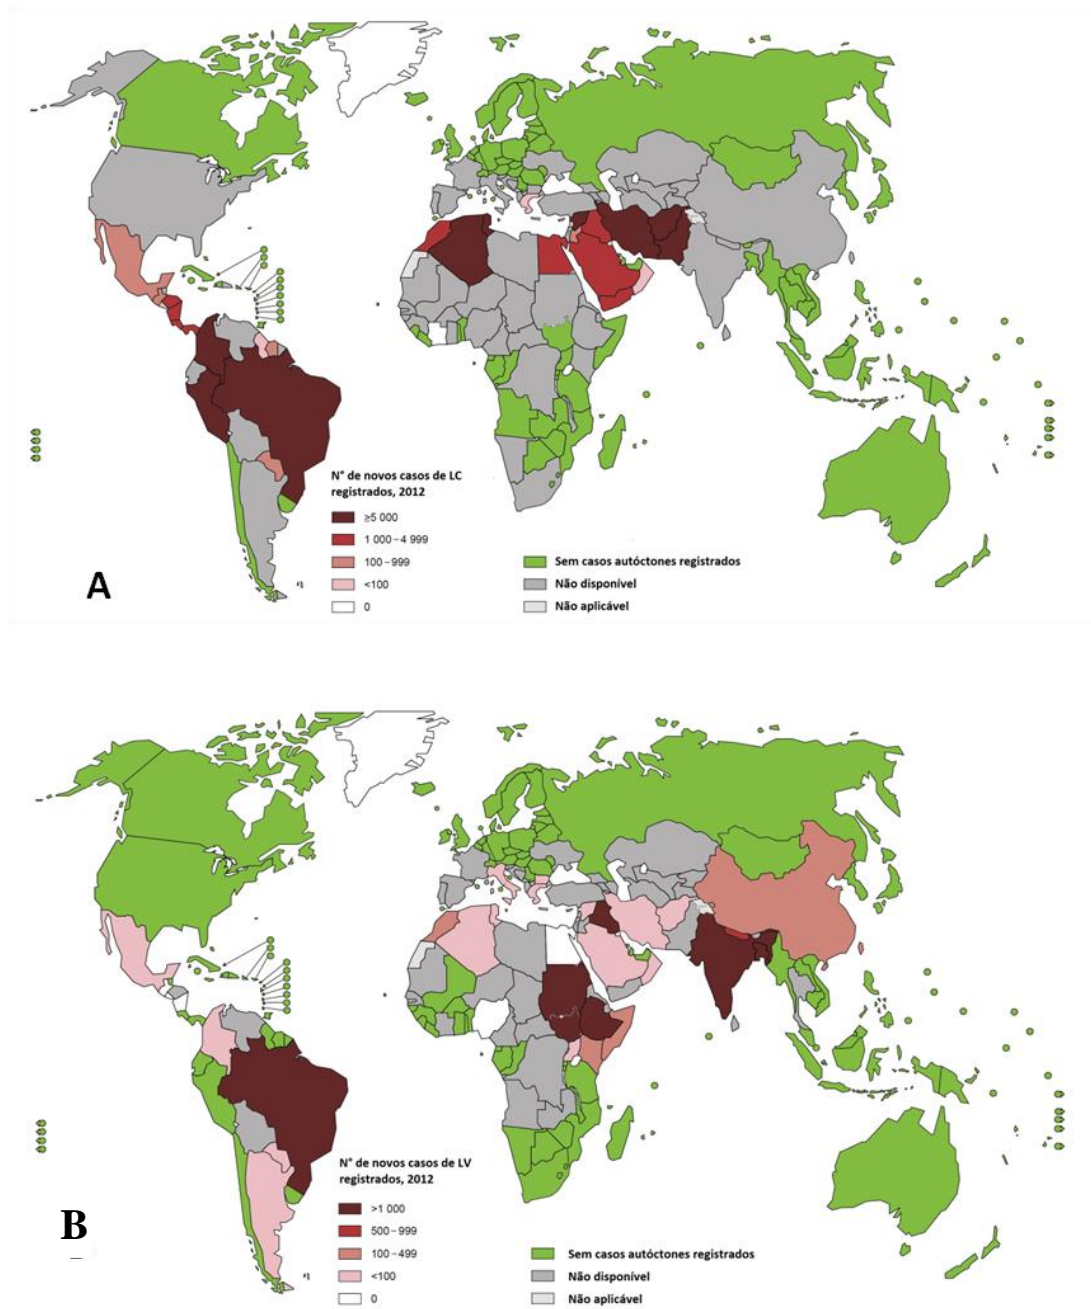 N° de novos casos de LC
registrados, 2012
≥5 000
1 000–4 999
100–999
<100
0
Sem casos autóctones registrados
Não disponível
Não aplicável
A
N° de novos casos de LV
registrados, 2012
>1 000
500–999
100–499
<100
0
Sem casos autóctones registrados
Não disponível
Não aplicável
B